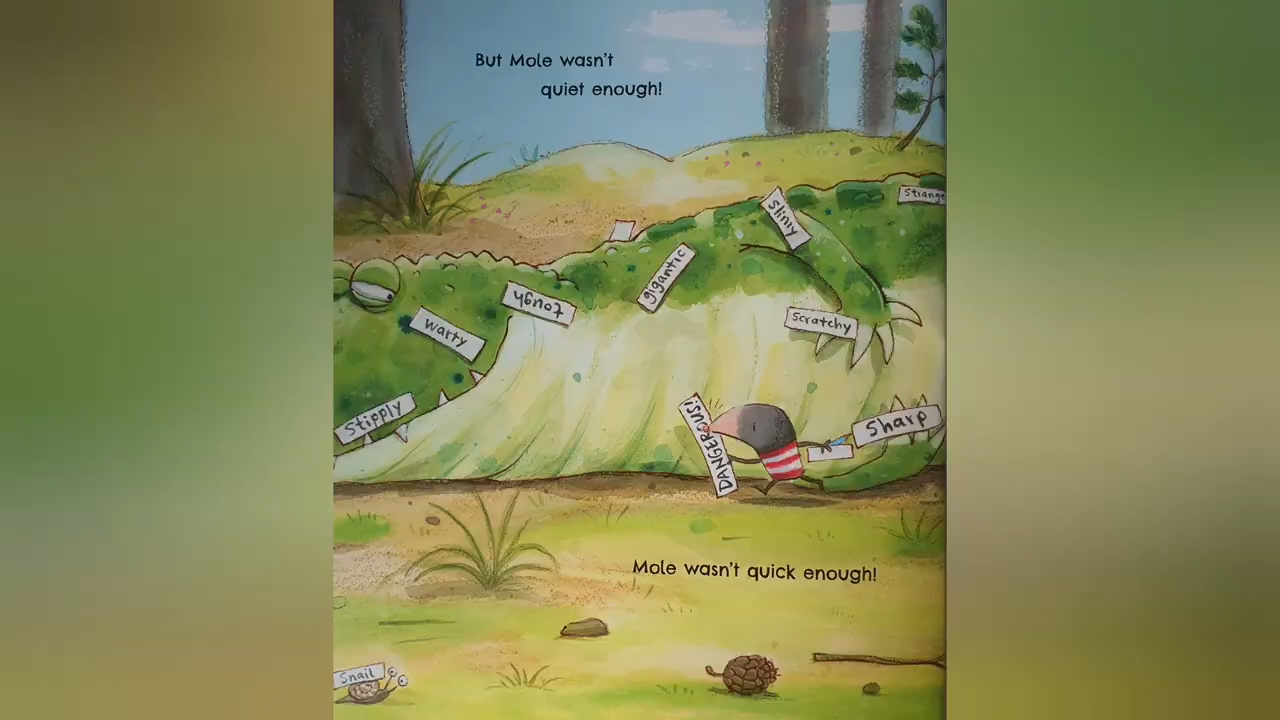 But Mole wasn't
quiet enough!
strange
slimy
gigantic
tough
scratchy
warty
stipply
DANGEROUS!
sharp
Mole wasn't quick enough!
Snail